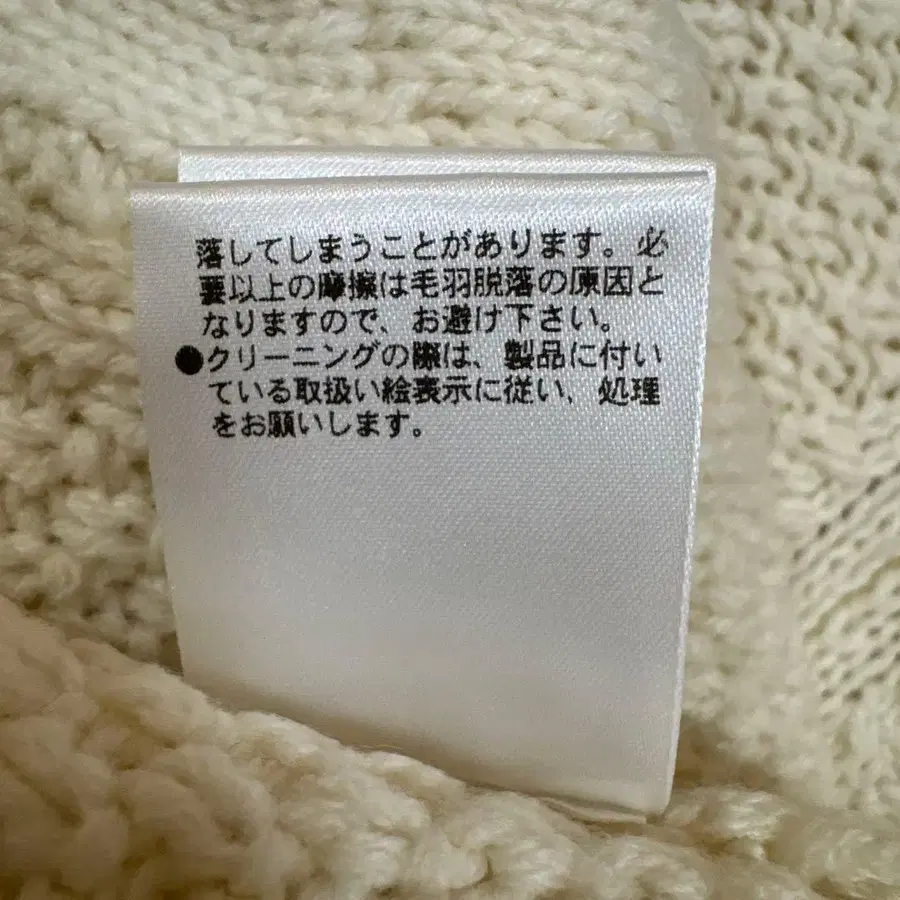 落してしまうことがあります。必
要以上の摩擦は毛羽脱落の原因と
なりますので、お避け下さい。
●クリーニングの際は、製品に付い
ている取扱い絵表示に従い、処理
をお願いします。